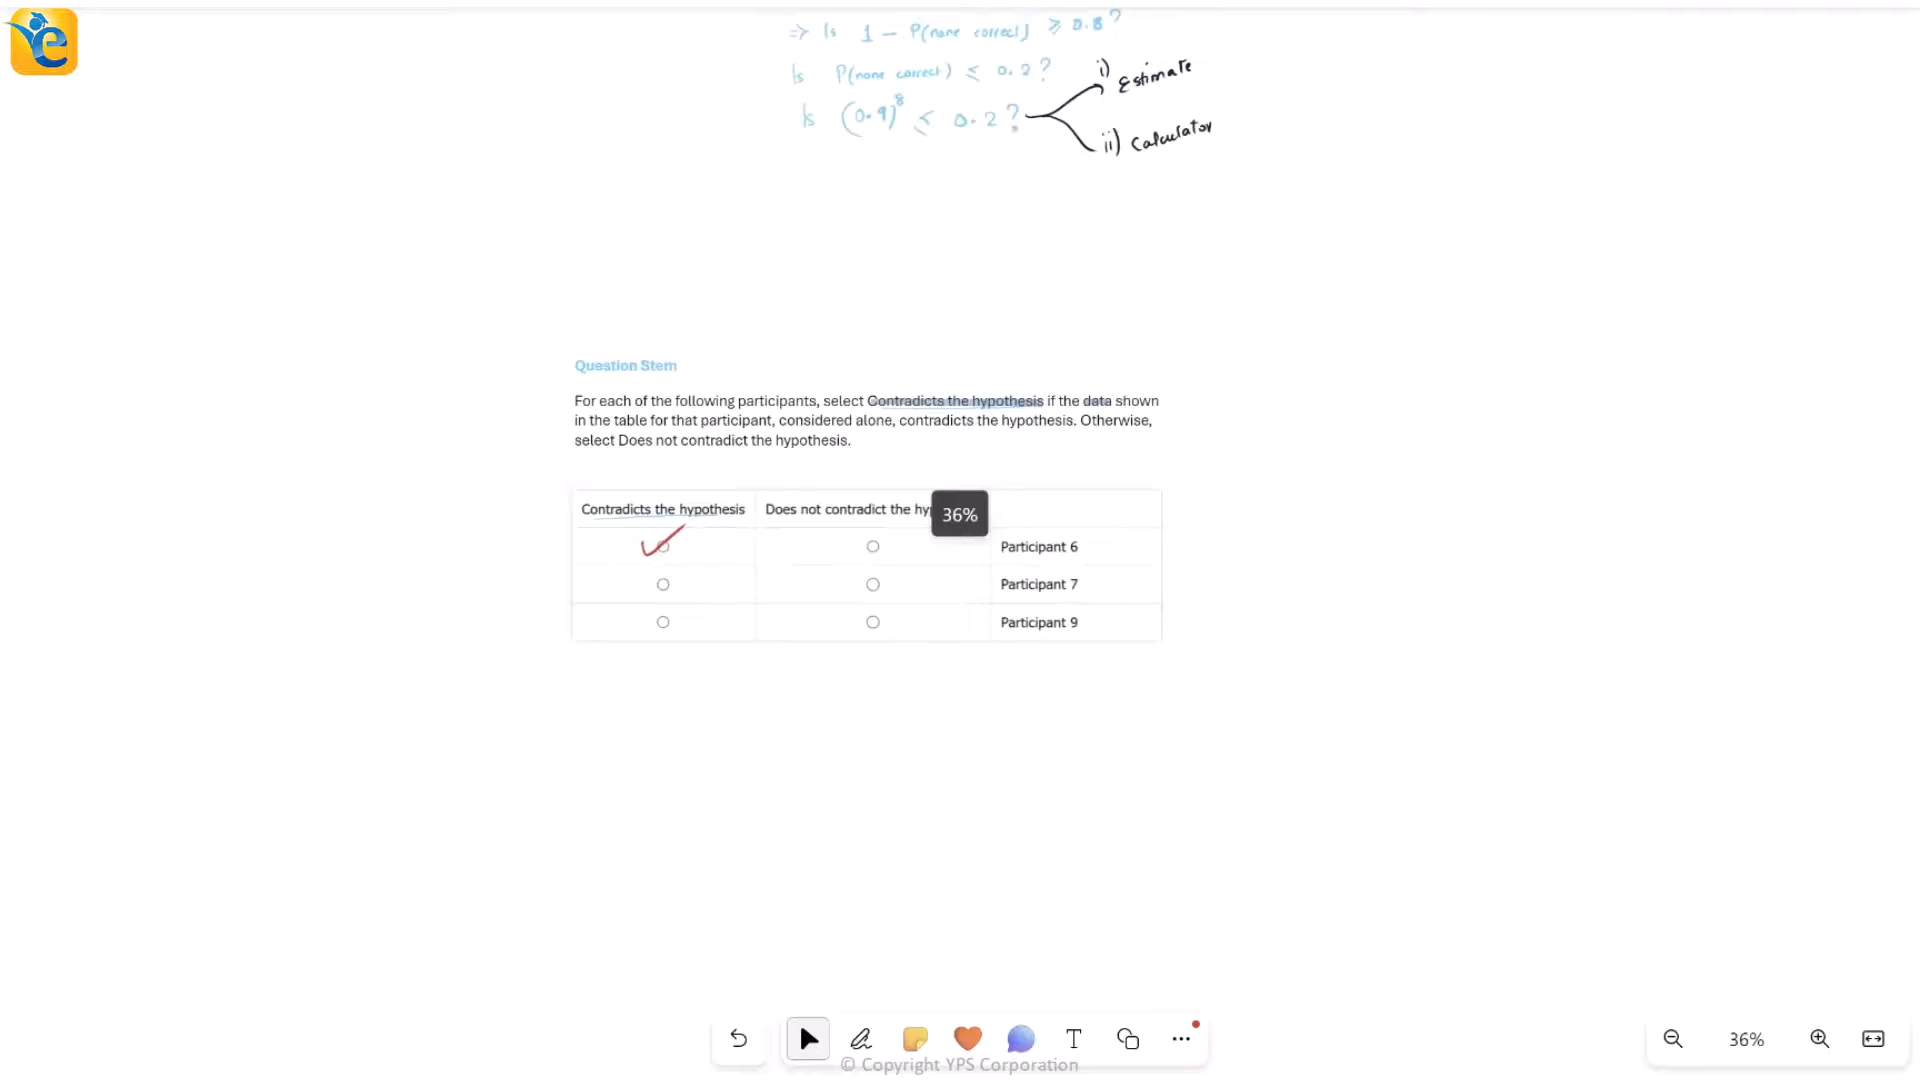 => Is 1 - P(none correct) ≥ 0.8?
Is P(none correct) ≤ 0.2?
i) Estimate
Is (0.9)^8 ≤ 0.2?
ii) Calculator
Question Stem
For each of the following participants, select Contradicts the hypothesis if the data shown
in the table for that participant, considered alone, contradicts the hypothesis. Otherwise,
select Does not contradict the hypothesis.
Contradicts the hypothesis Does not contradict the hy
36%
Participant 6
Participant 7
Participant 9
T
36%
© Copyright YPS Corporation